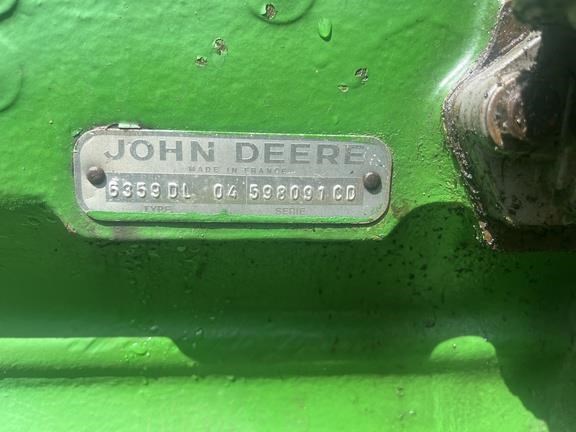 JOHN DEERE
MADE IN FRANCE
6359DL 04 598091CD
TYPE SERIE